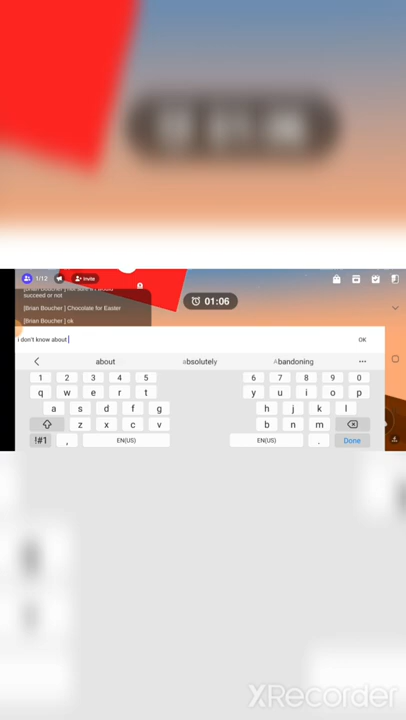 1/12
Invite
succeed or not
[Brian Boucher] Chocolate for Easter
[Brian Boucher] ok
01:06
i don't know about
OK
about absolutely Abandoning
1 2 3 4 5 6 7 8 9 0
q w e r t y u i o p
a s d f g h j k l
z x c v b n m
!#1 , EN(US) EN(US) . Done
XRecorder